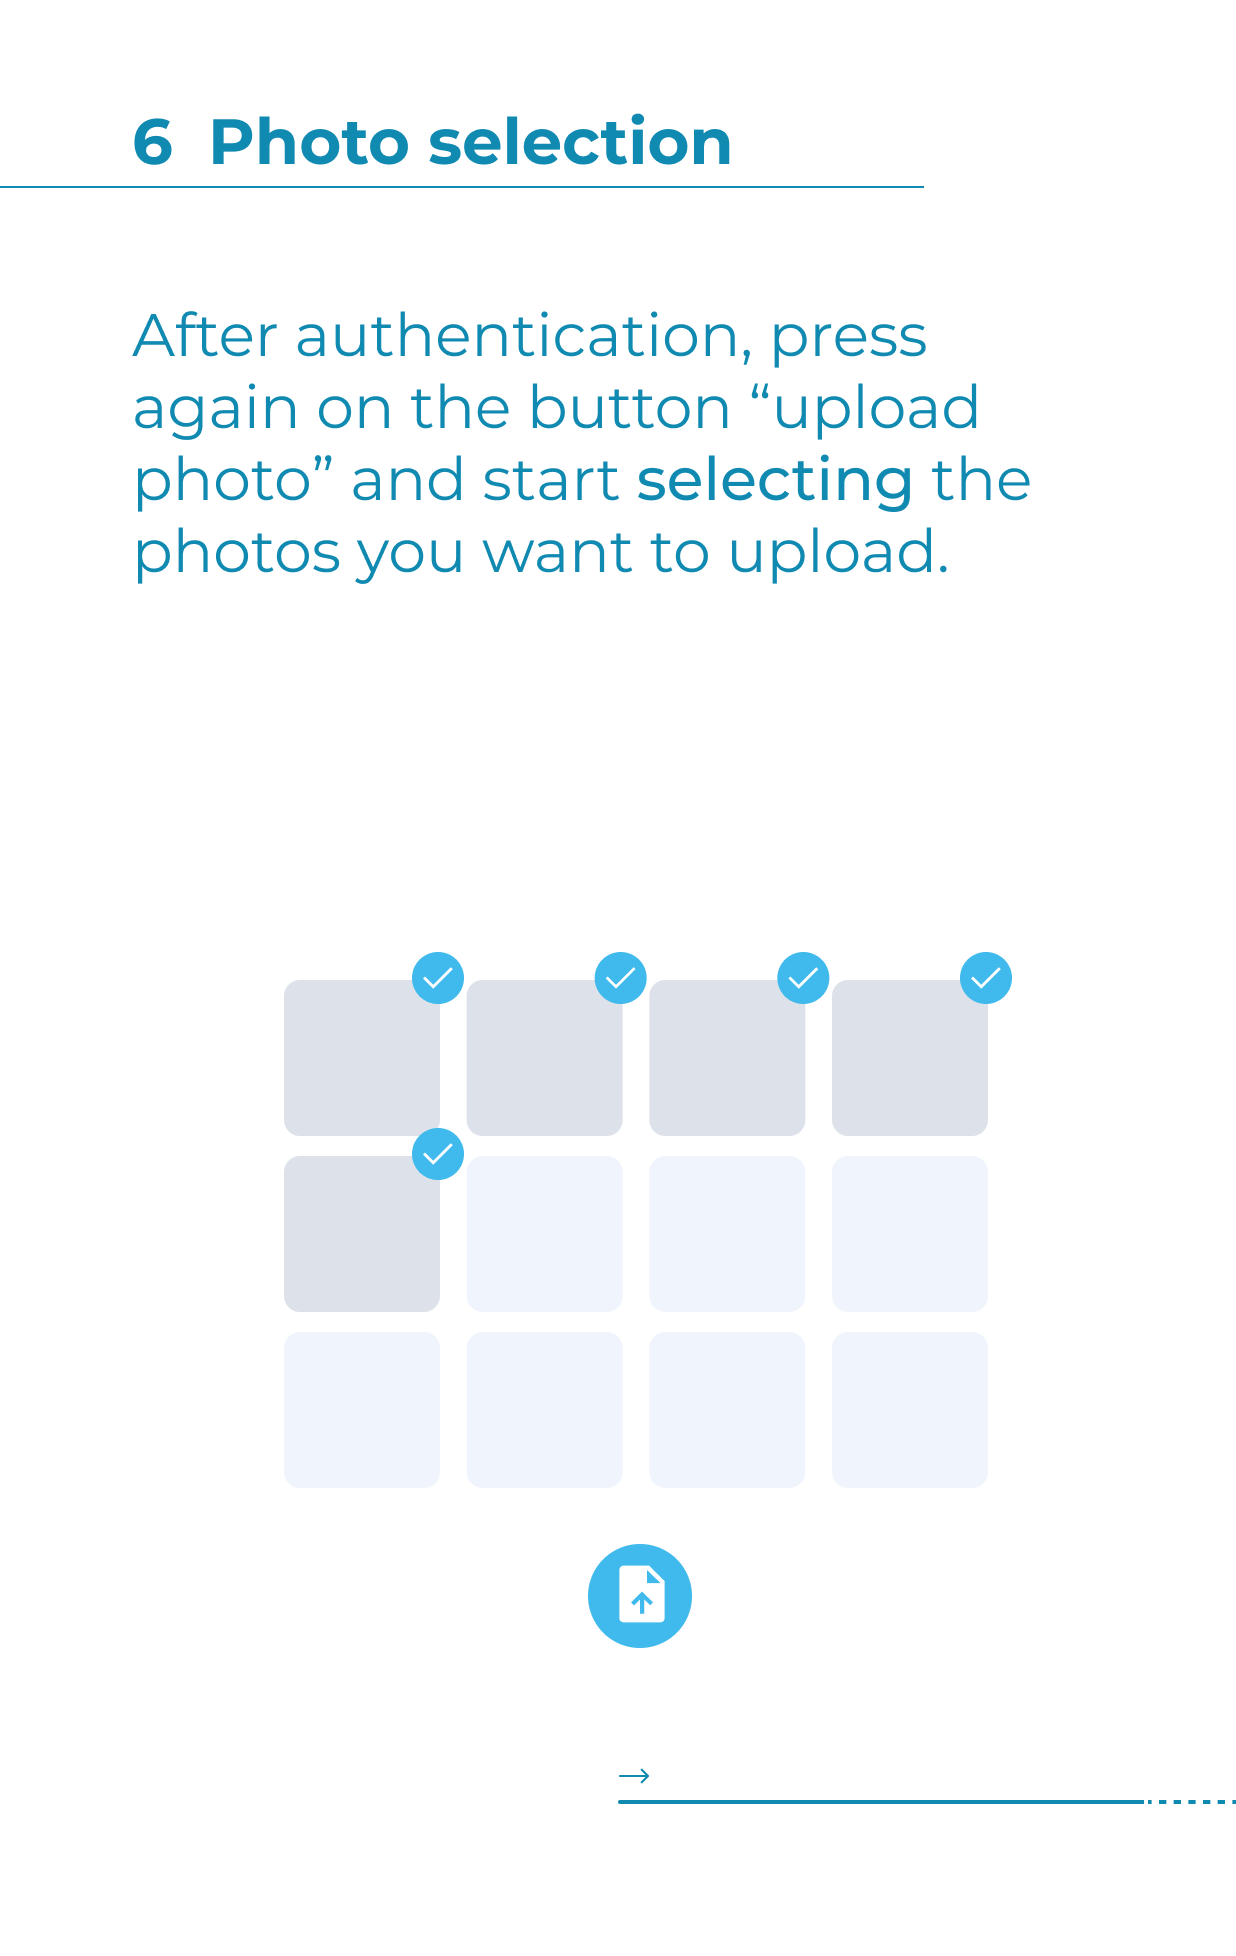 6 Photo selection
After authentication, press
again on the button “upload
photo” and start selecting the
photos you want to upload.